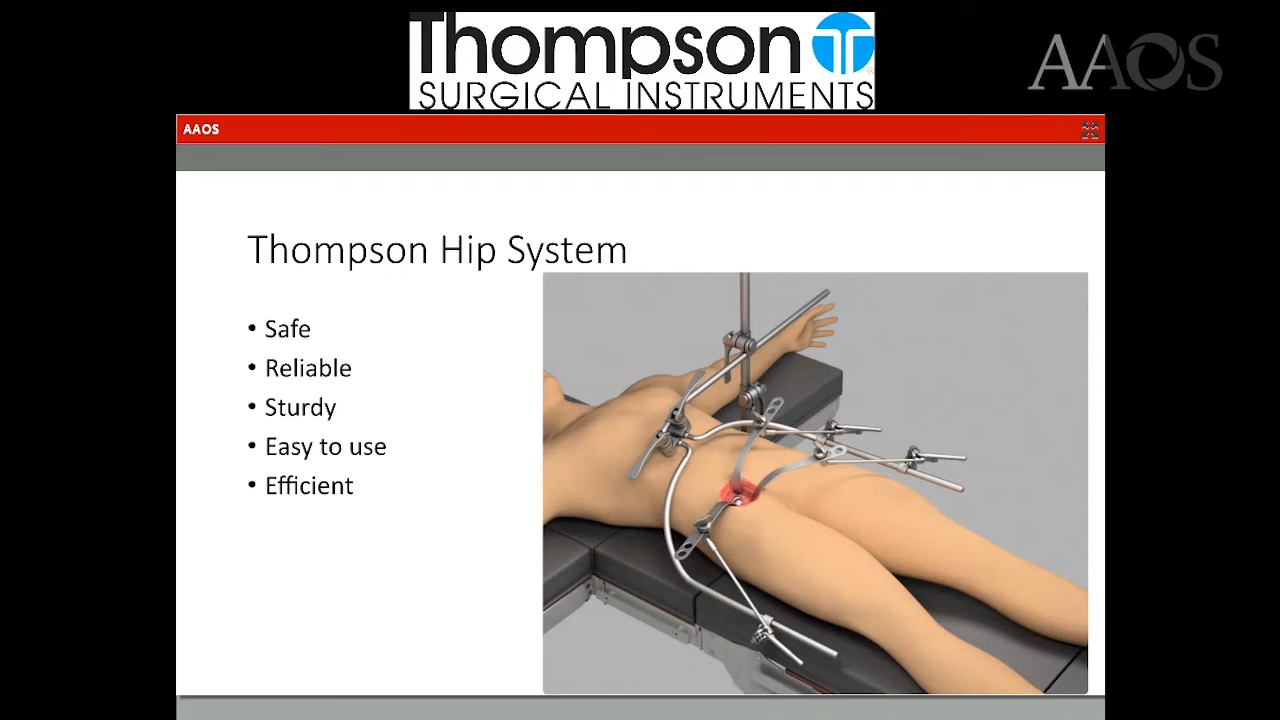 Thompson
SURGICAL INSTRUMENTS
AAOS
AAOS
Thompson Hip System
• Safe
• Reliable
• Sturdy
• Easy to use
• Efficient